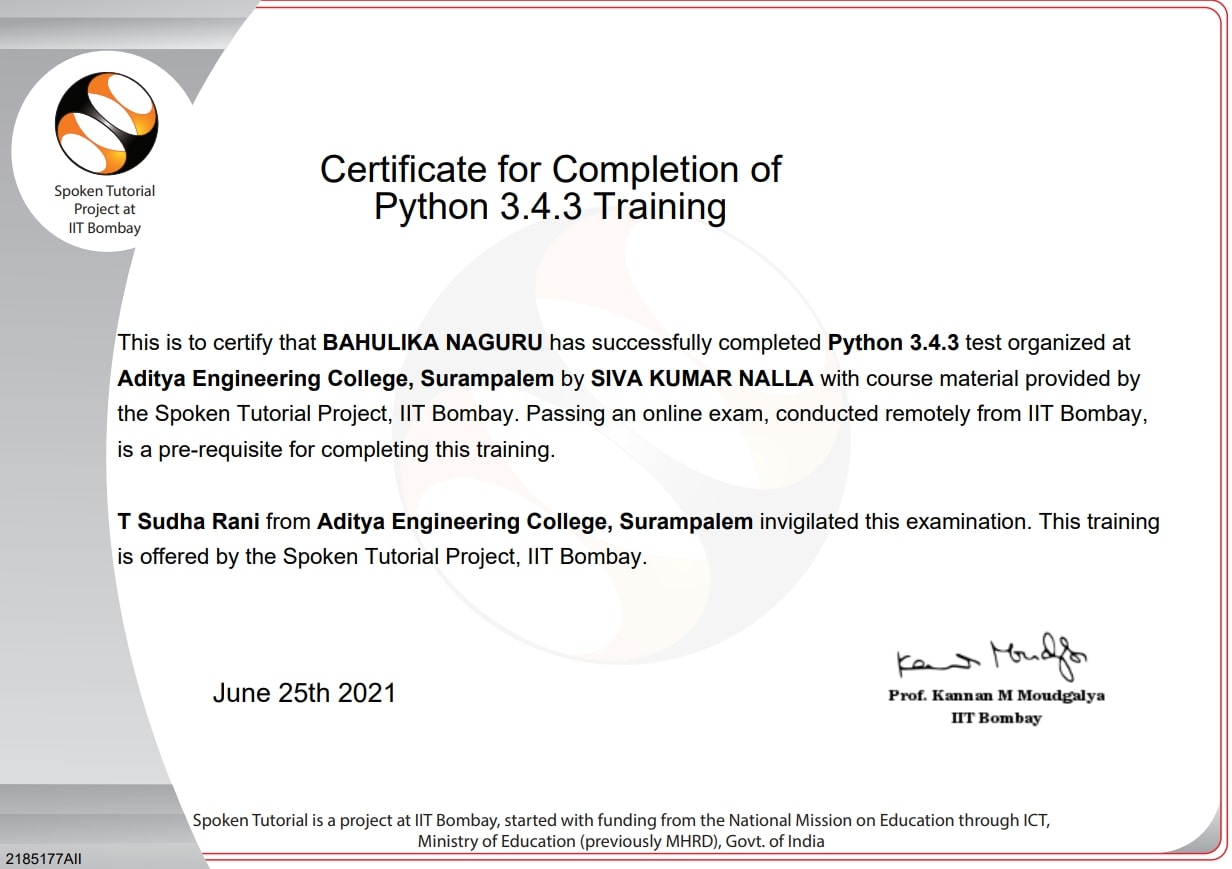 Spoken Tutorial
Project at
IIT Bombay
Certificate for Completion of
Python 3.4.3 Training
This is to certify that BAHULIKA NAGURU has successfully completed Python 3.4.3 test organized at
Aditya Engineering College, Surampalem by SIVA KUMAR NALLA with course material provided by
the Spoken Tutorial Project, IIT Bombay. Passing an online exam, conducted remotely from IIT Bombay,
is a pre-requisite for completing this training.
T Sudha Rani from Aditya Engineering College, Surampalem invigilated this examination. This training
is offered by the Spoken Tutorial Project, IIT Bombay.
June 25th 2021
Prof. Kannan M Moudgalya
IIT Bombay
Spoken Tutorial is a project at IIT Bombay, started with funding from the National Mission on Education through ICT,
Ministry of Education (previously MHRD), Govt. of India
2185177AII